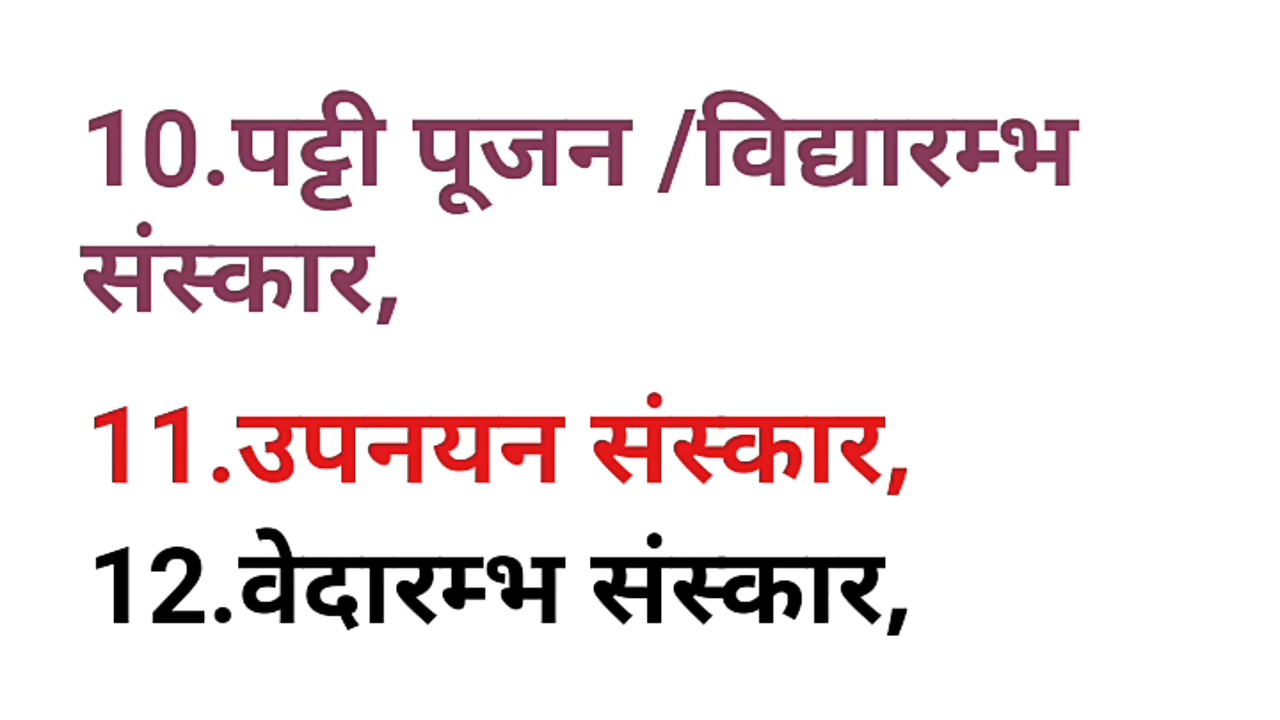 10.पट्टी पूजन /विद्यारम्भ
संस्कार,
11.उपनयन संस्कार,
12.वेदारम्भ संस्कार,